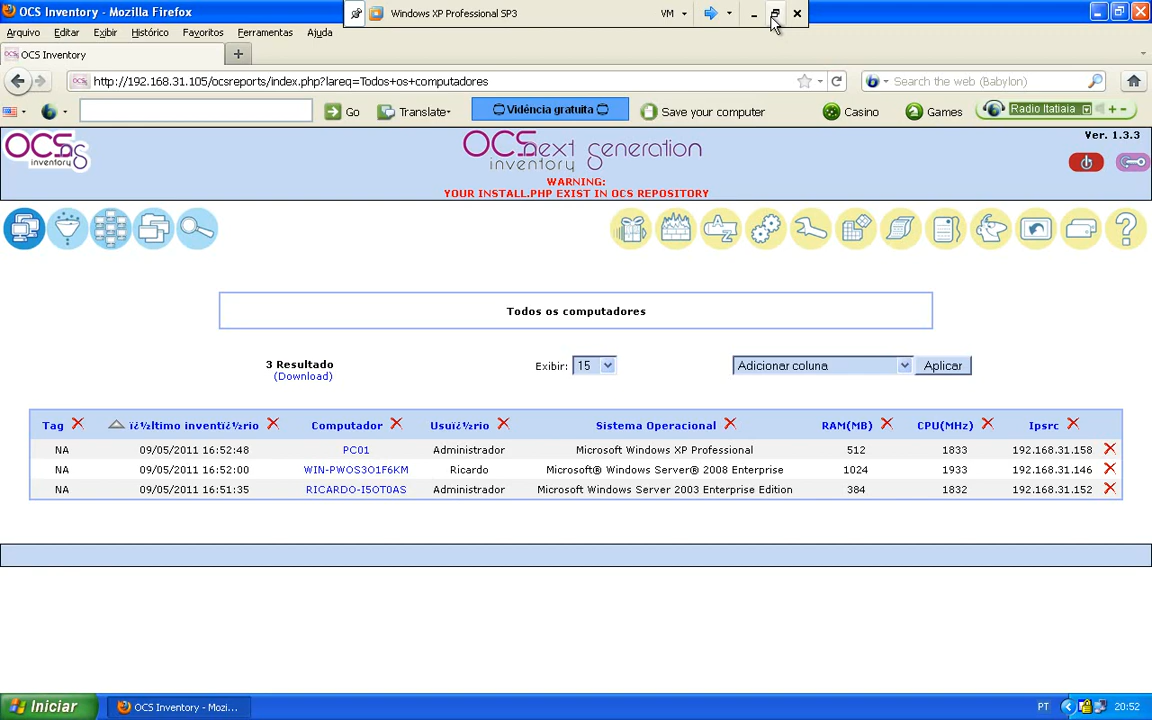 OCS Inventory - Mozilla Firefox
Windows XP Professional SP3
VM
Arquivo Editar Exibir Histórico Favoritos Ferramentas Ajuda
OCS Inventory
http://192.168.31.105/ocsreports/index.php?lareq=Todos+os+computadores
Search the web (Babylon)
Go Translate Vidência gratuita Save your computer Casino Games Radio Itatiaia
Ver. 1.3.3
OCS inventory ng
OCS inventory next generation
WARNING:
YOUR INSTALL.PHP EXIST IN OCS REPOSITORY
Todos os computadores
3 Resultado
(Download)
Exibir: 15
Adicionar coluna Aplicar
Tag ï¿½ltimo inventï¿½rio Computador Usuï¿½rio Sistema Operacional RAM(MB) CPU(MHz) Ipsrc
NA 09/05/2011 16:52:48 PC01 Administrador Microsoft Windows XP Professional 512 1833 192.168.31.158
NA 09/05/2011 16:52:00 WIN-PWOS3O1F6KM Ricardo Microsoft® Windows Server® 2008 Enterprise 1024 1933 192.168.31.146
NA 09/05/2011 16:51:35 RICARDO-I5OT0AS Administrador Microsoft Windows Server 2003 Enterprise Edition 384 1832 192.168.31.152
Iniciar
OCS Inventory - Mozi...
PT
20:52